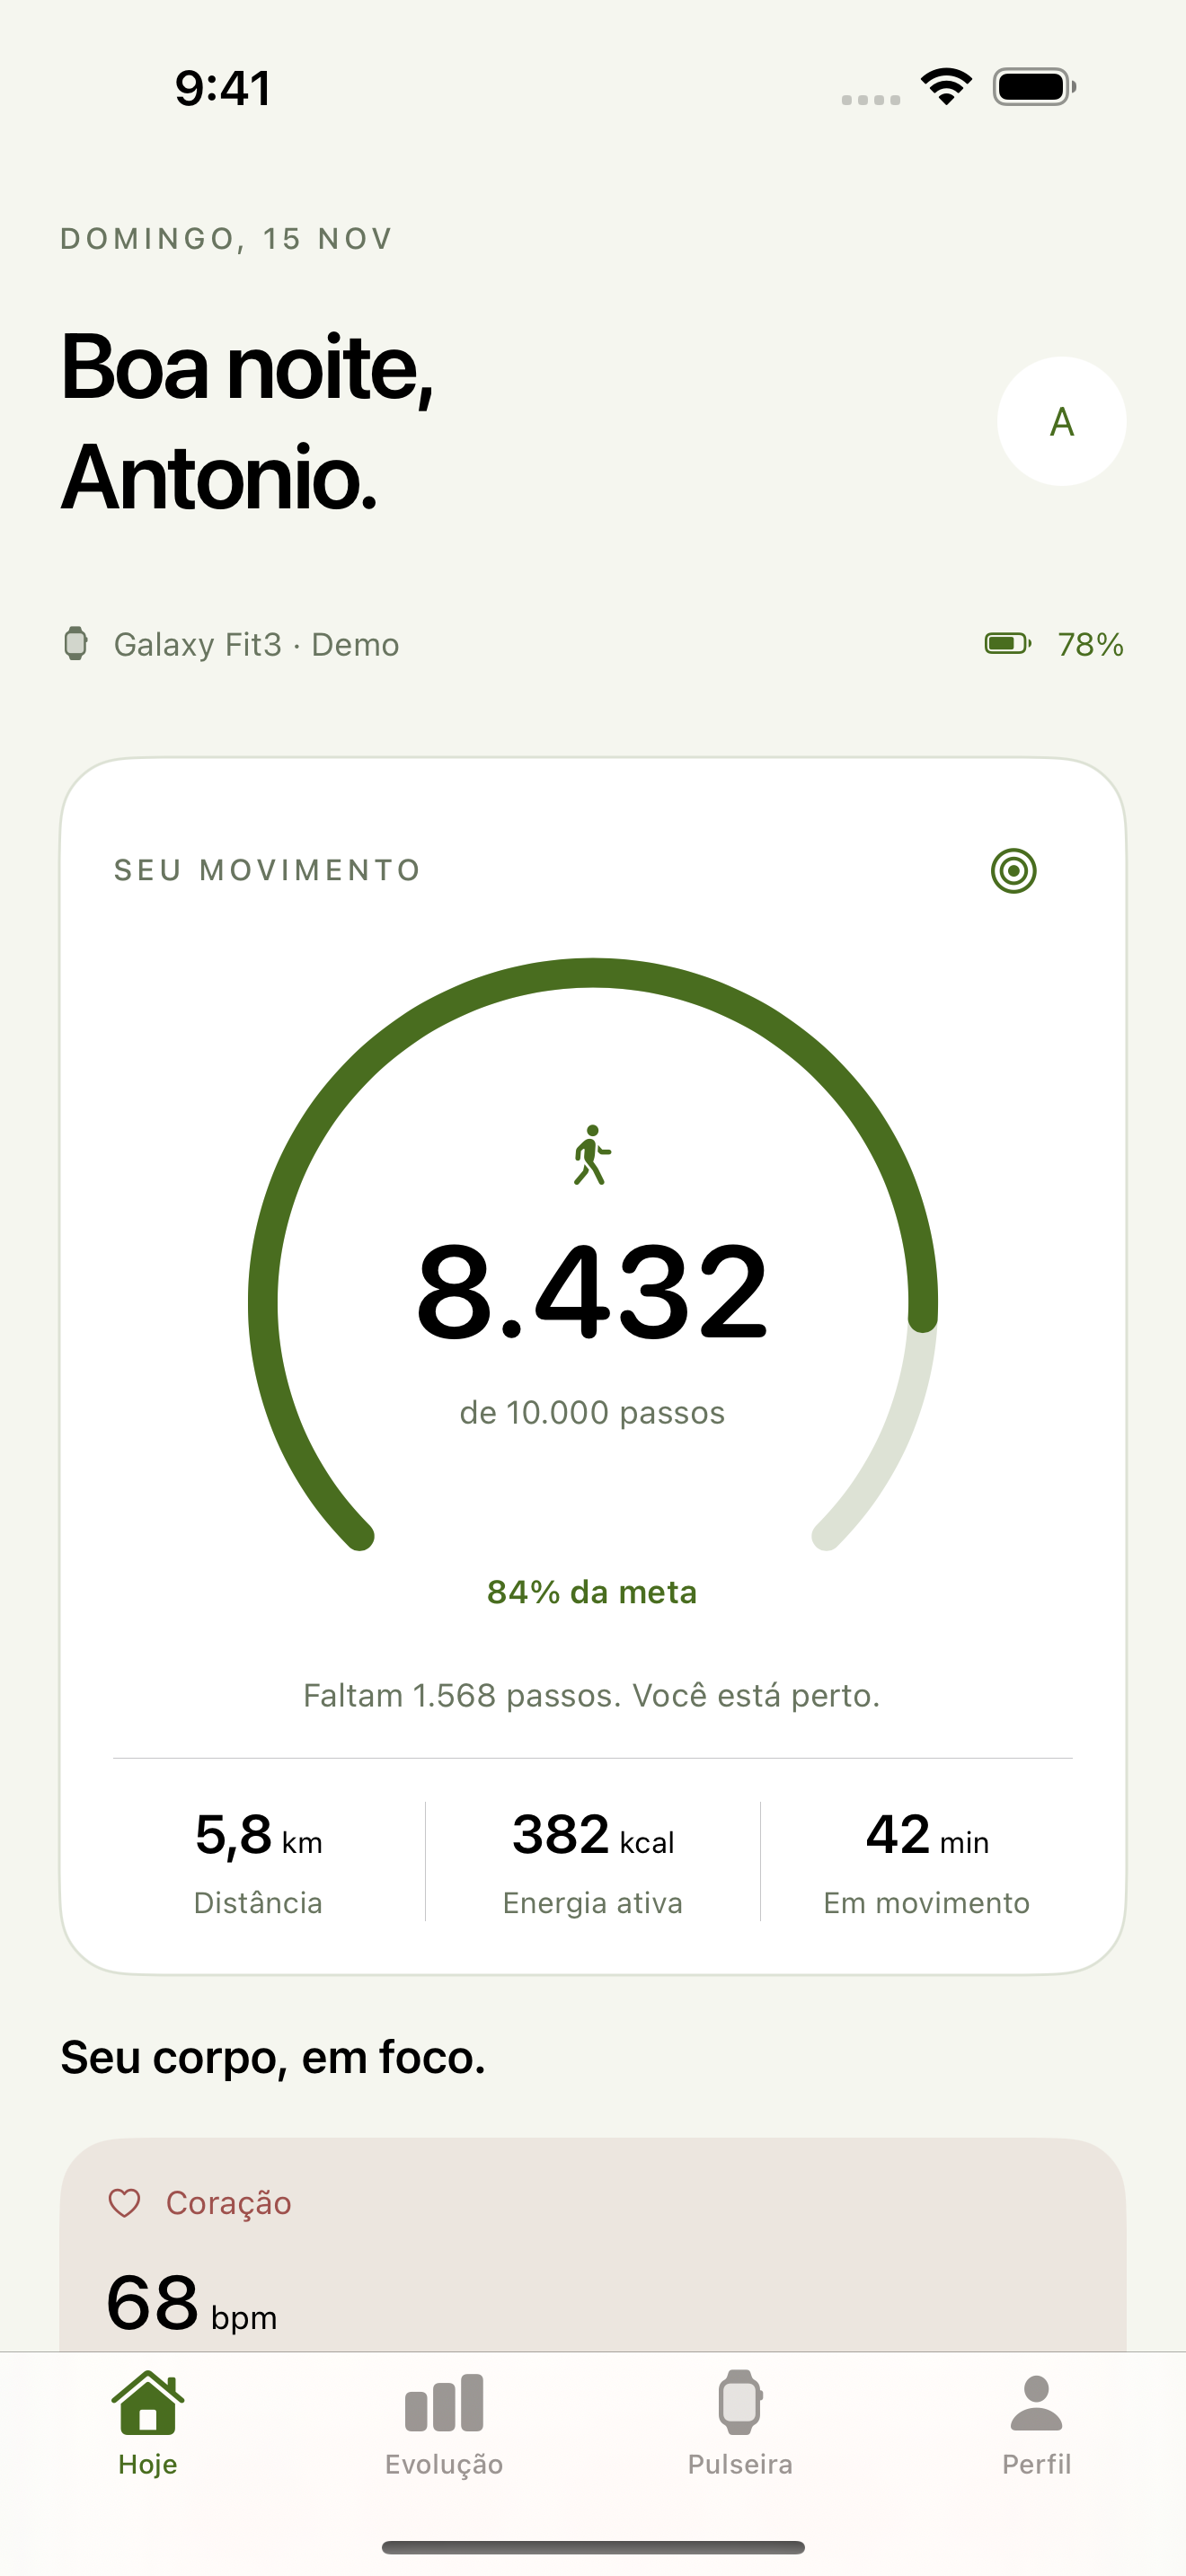 9:41
DOMINGO, 15 NOV
Boa noite,
Antonio.
A
Galaxy Fit3 · Demo
78%
SEU MOVIMENTO
8.432
de 10.000 passos
84% da meta
Faltam 1.568 passos. Você está perto.
5,8 km
Distância
382 kcal
Energia ativa
42 min
Em movimento
Seu corpo, em foco.
Coração
68 bpm
Hoje
Evolução
Pulseira
Perfil